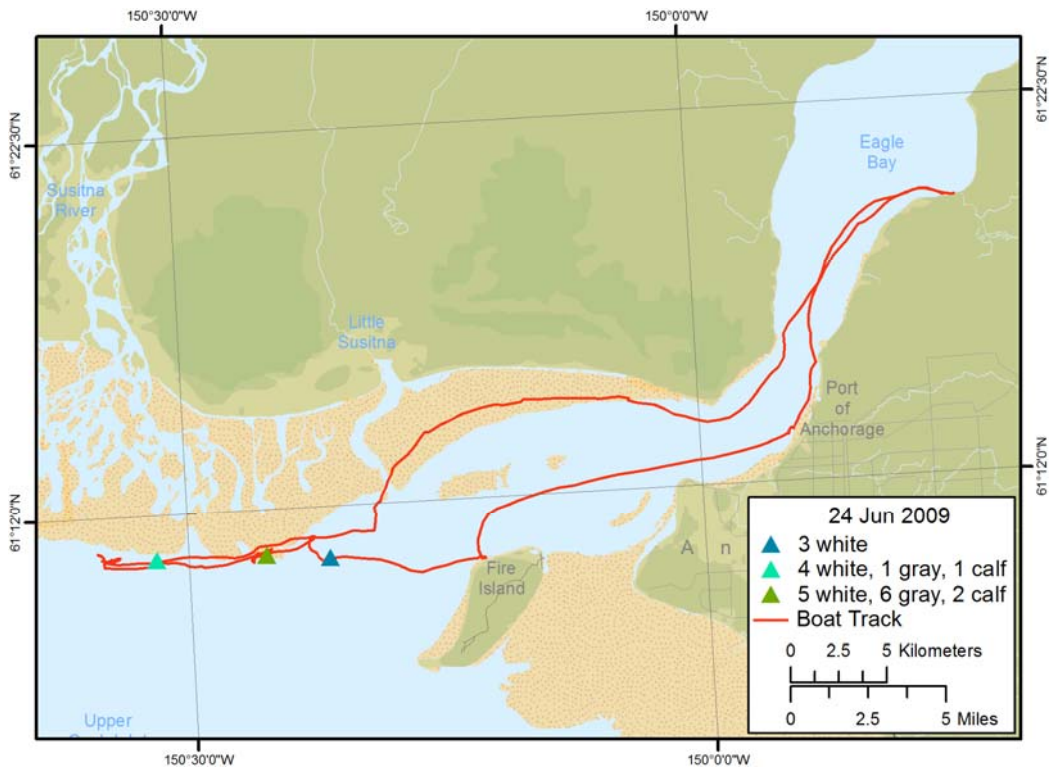 150°30'0"W
150°0'0"W
61°22'30"N
61°22'30"N
Eagle
Bay
Susitna
River
Little
Susitna
Port
of
Anchorage
61°12'0"N
61°12'0"N
A n
Fire
Island
24 Jun 2009
3 white
4 white, 1 gray, 1 calf
5 white, 6 gray, 2 calf
Boat Track
0 2.5 5 Kilometers
0 2.5 5 Miles
Upper
150°30'0"W
150°0'0"W